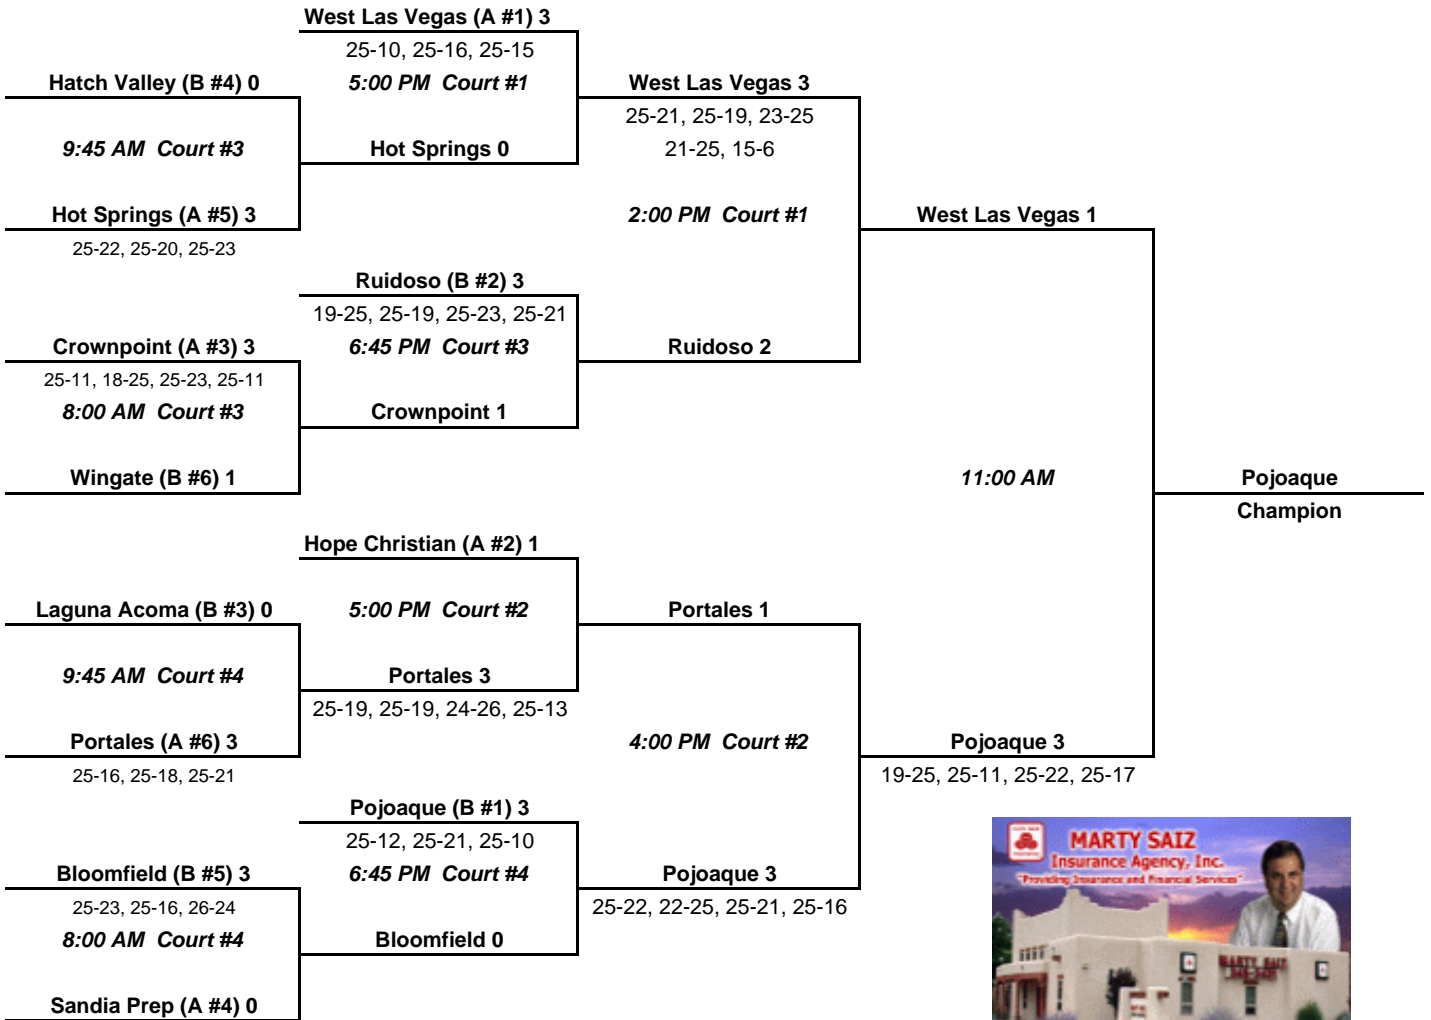 West Las Vegas (A #1) 3
25-10, 25-16, 25-15
Hatch Valley (B #4) 0
5:00 PM Court #1
West Las Vegas 3
25-21, 25-19, 23-25
9:45 AM Court #3
Hot Springs 0
21-25, 15-6
Hot Springs (A #5) 3
2:00 PM Court #1
West Las Vegas 1
25-22, 25-20, 25-23
Ruidoso (B #2) 3
19-25, 25-19, 25-23, 25-21
Crownpoint (A #3) 3
6:45 PM Court #3
Ruidoso 2
25-11, 18-25, 25-23, 25-11
8:00 AM Court #3
Crownpoint 1
Wingate (B #6) 1
11:00 AM
Pojoaque
Champion
Hope Christian (A #2) 1
Laguna Acoma (B #3) 0
5:00 PM Court #2
Portales 1
9:45 AM Court #4
Portales 3
25-19, 25-19, 24-26, 25-13
Portales (A #6) 3
4:00 PM Court #2
Pojoaque 3
25-16, 25-18, 25-21
19-25, 25-11, 25-22, 25-17
Pojoaque (B #1) 3
25-12, 25-21, 25-10
Bloomfield (B #5) 3
6:45 PM Court #4
Pojoaque 3
25-23, 25-16, 26-24
25-22, 22-25, 25-21, 25-16
8:00 AM Court #4
Bloomfield 0
Sandia Prep (A #4) 0
MARTY SAIZ
Insurance Agency, Inc.
"Providing Insurance and Financial Services"
MARTY SAIZ